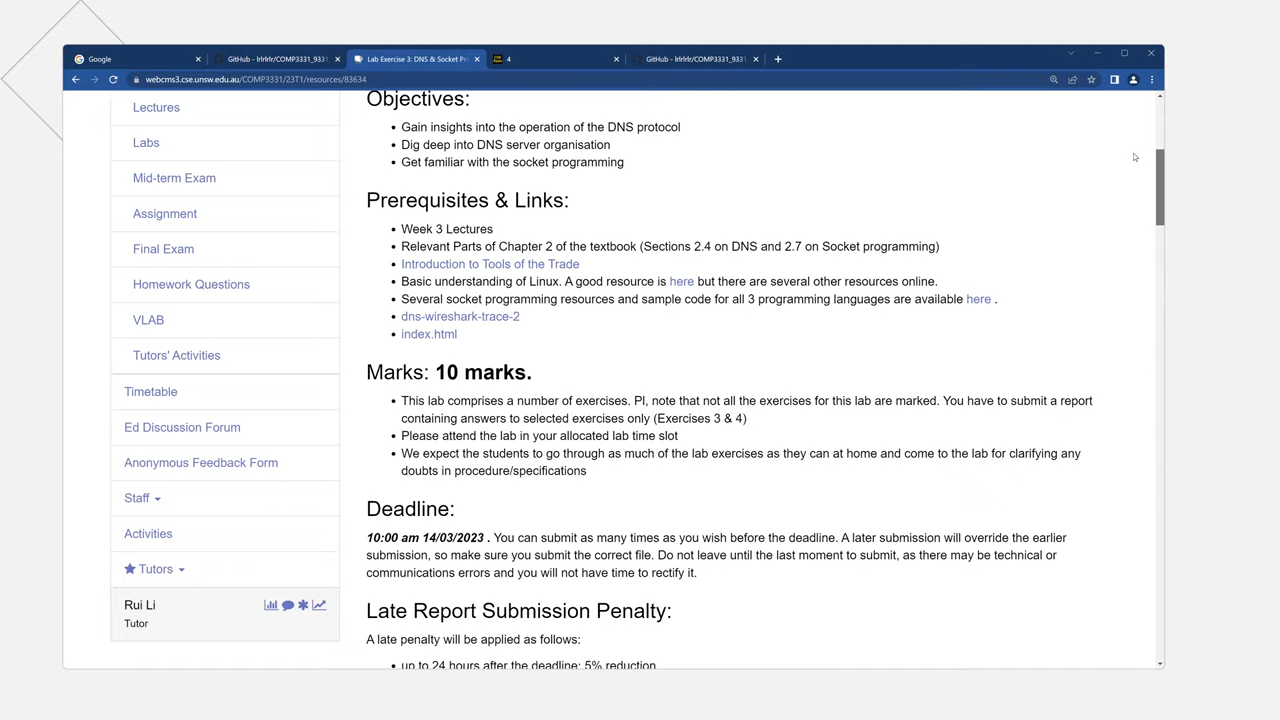 Google
GitHub - lrlrlrlr/COMP3331_9331
Lab Exercise 3: DNS & Socket Pr
4
GitHub - lrlrlrlr/COMP3331_9331
webcms3.cse.unsw.edu.au/COMP3331/23T1/resources/83634
Lectures
Labs
Mid-term Exam
Assignment
Final Exam
Homework Questions
VLAB
Tutors' Activities
Timetable
Ed Discussion Forum
Anonymous Feedback Form
Staff
Activities
Tutors
Rui Li
Tutor
Objectives:
Gain insights into the operation of the DNS protocol
Dig deep into DNS server organisation
Get familiar with the socket programming
Prerequisites & Links:
Week 3 Lectures
Relevant Parts of Chapter 2 of the textbook (Sections 2.4 on DNS and 2.7 on Socket programming)
Introduction to Tools of the Trade
Basic understanding of Linux. A good resource is here but there are several other resources online.
Several socket programming resources and sample code for all 3 programming languages are available here .
dns-wireshark-trace-2
index.html
Marks: 10 marks.
This lab comprises a number of exercises. Pl, note that not all the exercises for this lab are marked. You have to submit a report
containing answers to selected exercises only (Exercises 3 & 4)
Please attend the lab in your allocated lab time slot
We expect the students to go through as much of the lab exercises as they can at home and come to the lab for clarifying any
doubts in procedure/specifications
Deadline:
10:00 am 14/03/2023 . You can submit as many times as you wish before the deadline. A later submission will override the earlier
submission, so make sure you submit the correct file. Do not leave until the last moment to submit, as there may be technical or
communications errors and you will not have time to rectify it.
Late Report Submission Penalty:
A late penalty will be applied as follows:
up to 24 hours after the deadline: 5% reduction